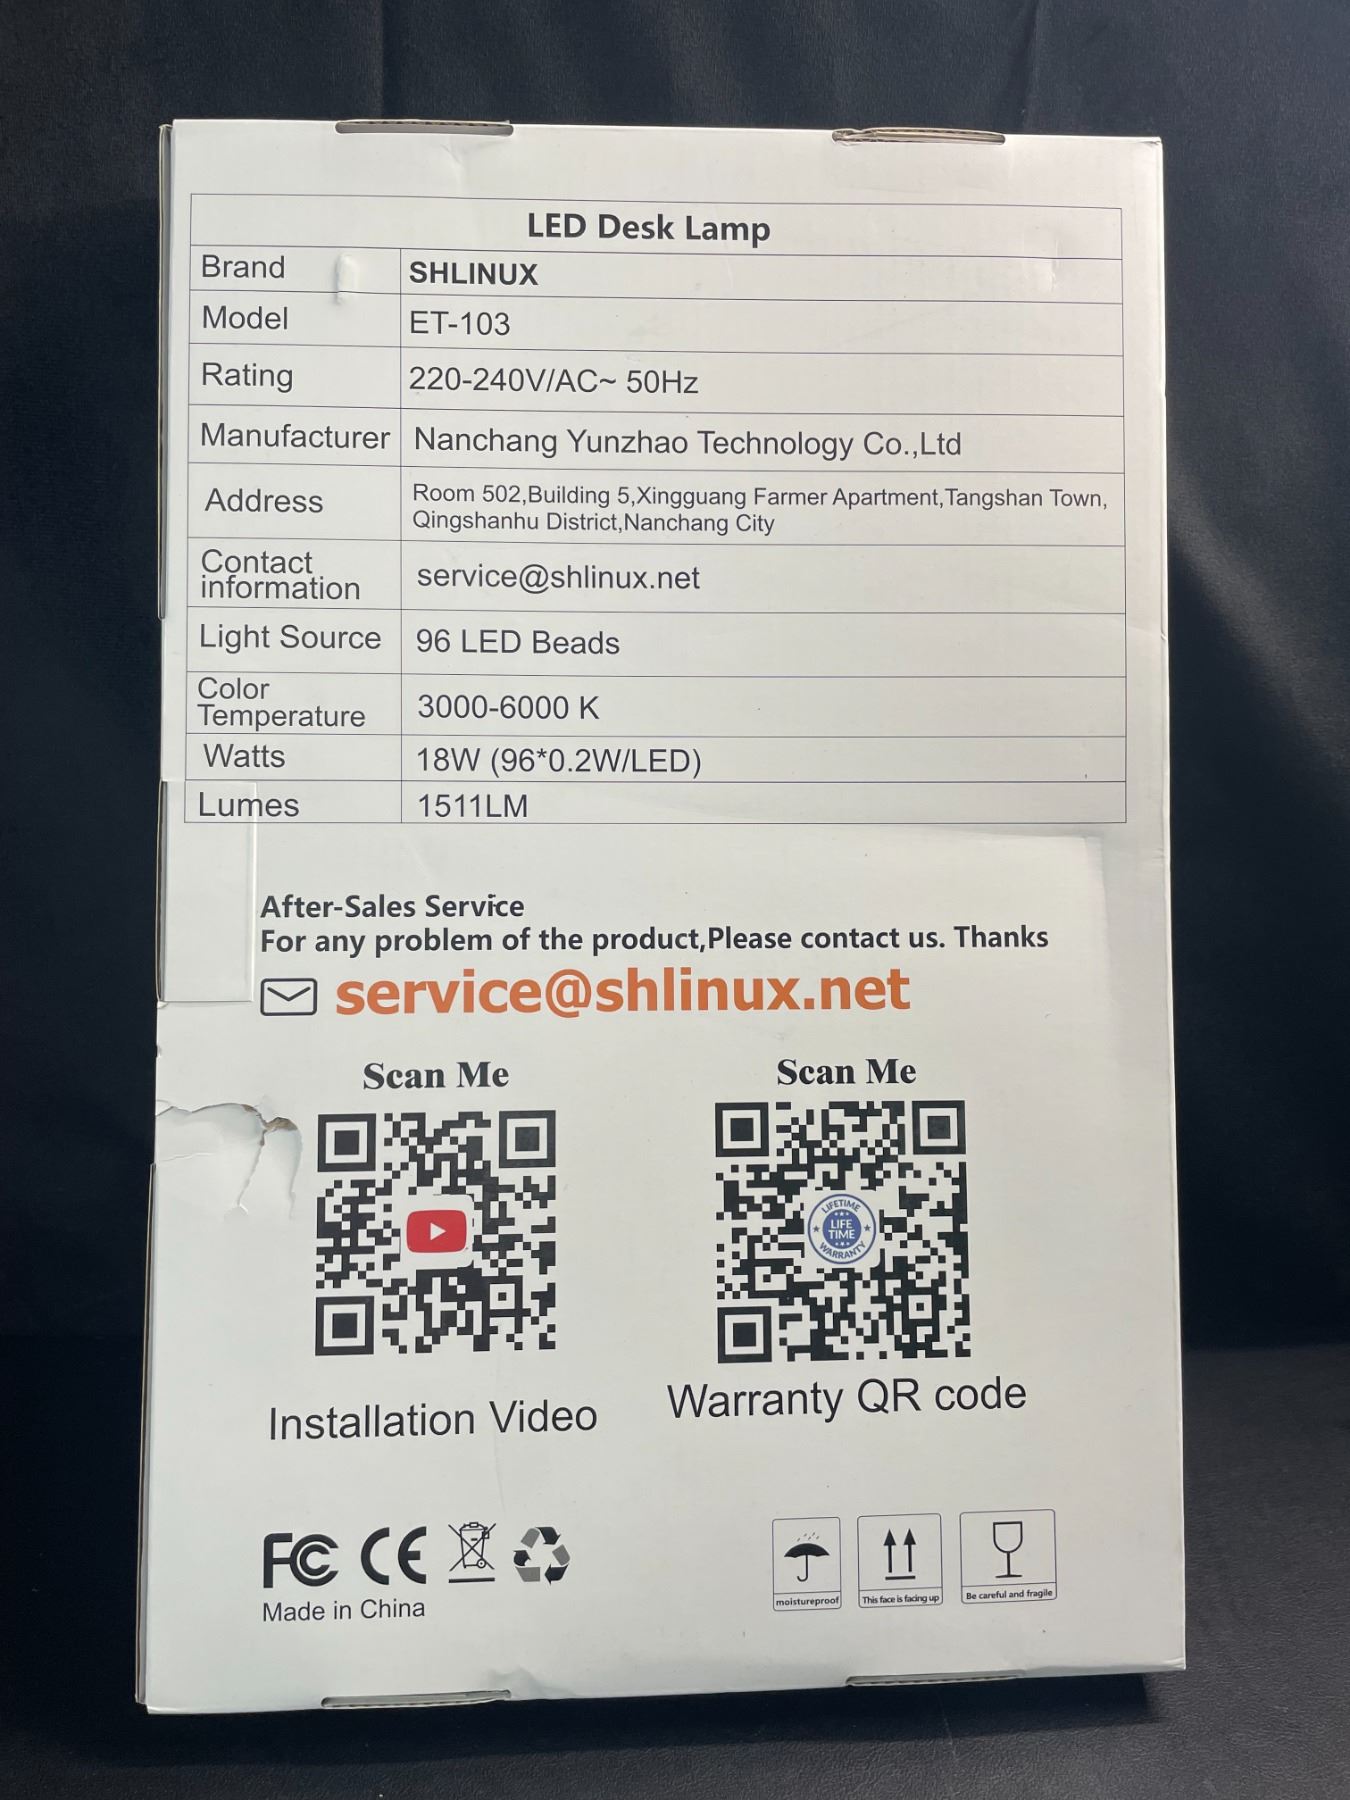 LED Desk Lamp
Brand SHLINUX
Model ET-103
Rating 220-240V/AC~ 50Hz
Manufacturer Nanchang Yunzhao Technology Co.,Ltd
Address Room 502,Building 5,Xingguang Farmer Apartment,Tangshan Town,
Qingshanhu District,Nanchang City
Contact
information service@shlinux.net
Light Source 96 LED Beads
Color
Temperature 3000-6000 K
Watts 18W (96*0.2W/LED)
Lumes 1511LM
After-Sales Service
For any problem of the product,Please contact us. Thanks
service@shlinux.net
Scan Me
Scan Me
LIFETIME
LIFE
TIME
WARRANTY
Installation Video
Warranty QR code
FC CE
Made in China
moistureproof
This face is facing up
Be careful and fragile